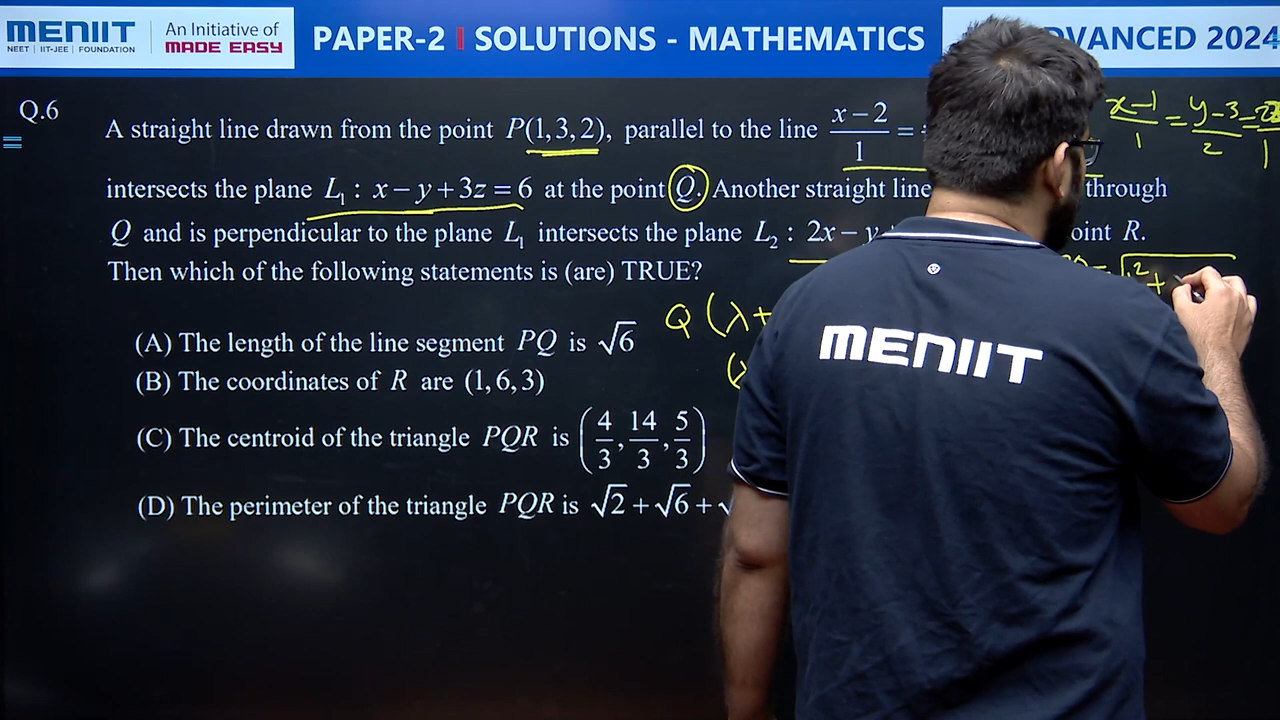 MENIIT
NEET | IIT-JEE | FOUNDATION
An Initiative of
MADE EASY
PAPER-2 | SOLUTIONS - MATHEMATICS
DVANCED 2024
Q.6
A straight line drawn from the point P(1,3,2), parallel to the line (x−2)/1 =
intersects the plane L₁ : x − y + 3z = 6 at the point Q. Another straight line through
Q and is perpendicular to the plane L₁ intersects the plane L₂ : 2x − y oint R.
Then which of the following statements is (are) TRUE?
(A) The length of the line segment PQ is √6
(B) The coordinates of R are (1,6,3)
(C) The centroid of the triangle PQR is (4/3, 14/3, 5/3)
(D) The perimeter of the triangle PQR is √2 + √6 +
(x−1)/1 = (y−3)/2 =
Q (λ+
(λ
MENIIT